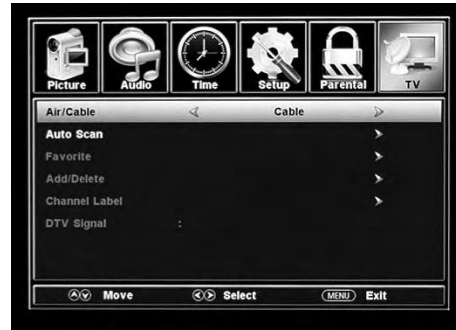 Picture Audio Time Setup Parental TV
Air/Cable Cable
Auto Scan
Favorite
Add/Delete
Channel Label
DTV Signal :
Move Select MENU Exit